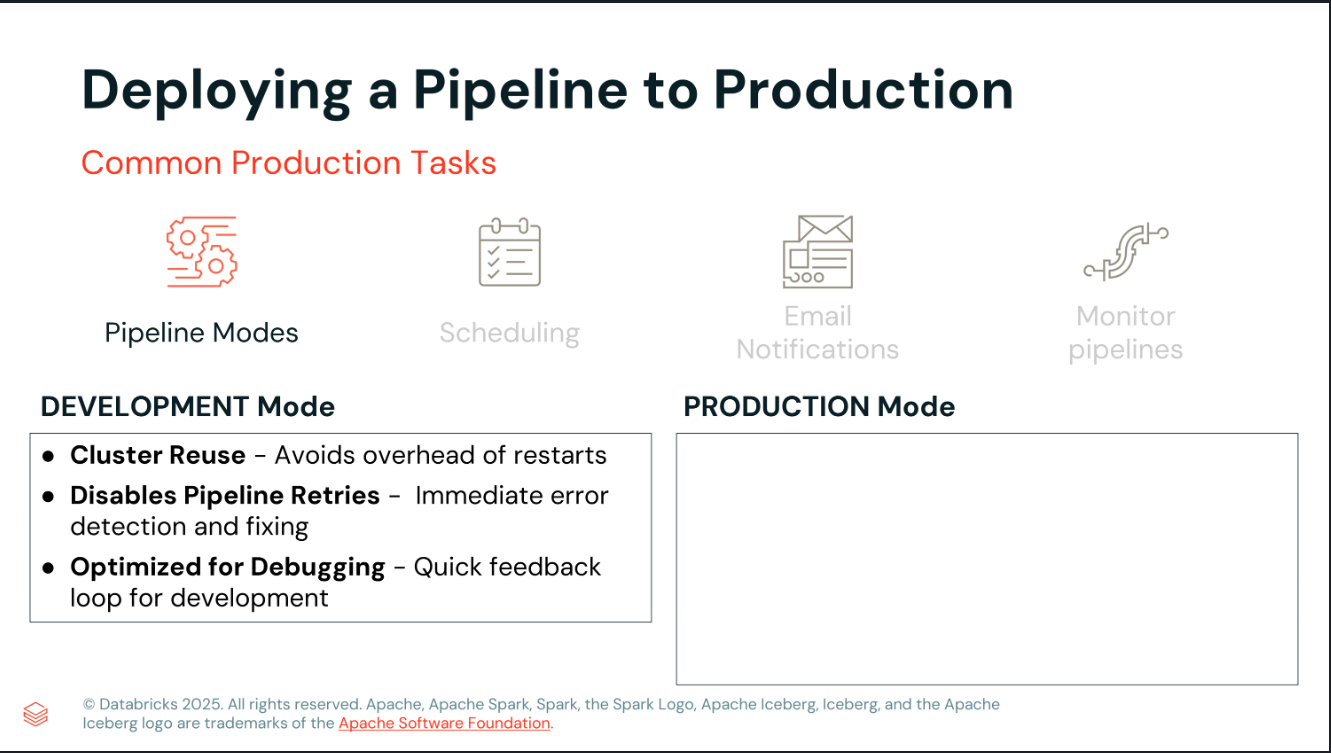 Deploying a Pipeline to Production
Common Production Tasks
Pipeline Modes
Scheduling
Email
Notifications
Monitor
pipelines
DEVELOPMENT Mode
● Cluster Reuse – Avoids overhead of restarts
● Disables Pipeline Retries – Immediate error
detection and fixing
● Optimized for Debugging – Quick feedback
loop for development
PRODUCTION Mode
© Databricks 2025. All rights reserved. Apache, Apache Spark, Spark, the Spark Logo, Apache Iceberg, Iceberg, and the Apache
Iceberg logo are trademarks of the Apache Software Foundation.